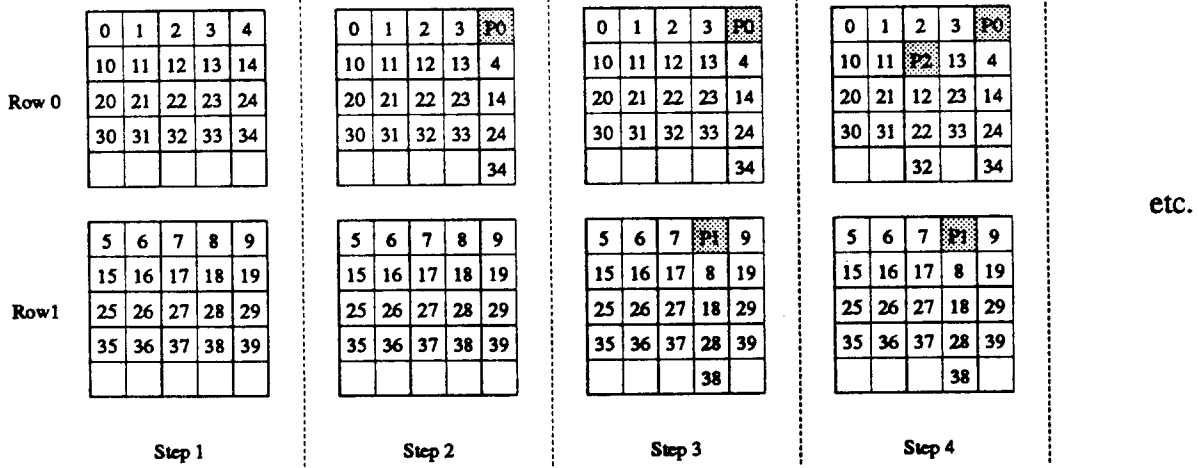 0 1 2 3 4 0 1 2 3 P0 0 1 2 3 P0 0 1 2 3 P0
10 11 12 13 14 10 11 12 13 4 10 11 12 13 4 10 11 P2 13 4
Row 0 20 21 22 23 24 20 21 22 23 14 20 21 22 23 14 20 21 12 23 14
30 31 32 33 34 30 31 32 33 24 30 31 32 33 24 30 31 22 33 24
34 34 32 34
etc.
5 6 7 8 9 5 6 7 8 9 5 6 7 P1 9 5 6 7 P1 9
15 16 17 18 19 15 16 17 18 19 15 16 17 8 19 15 16 17 8 19
Row1 25 26 27 28 29 25 26 27 28 29 25 26 27 18 29 25 26 27 18 29
35 36 37 38 39 35 36 37 38 39 35 36 37 28 39 35 36 37 28 39
38 38
Step 1 Step 2 Step 3 Step 4